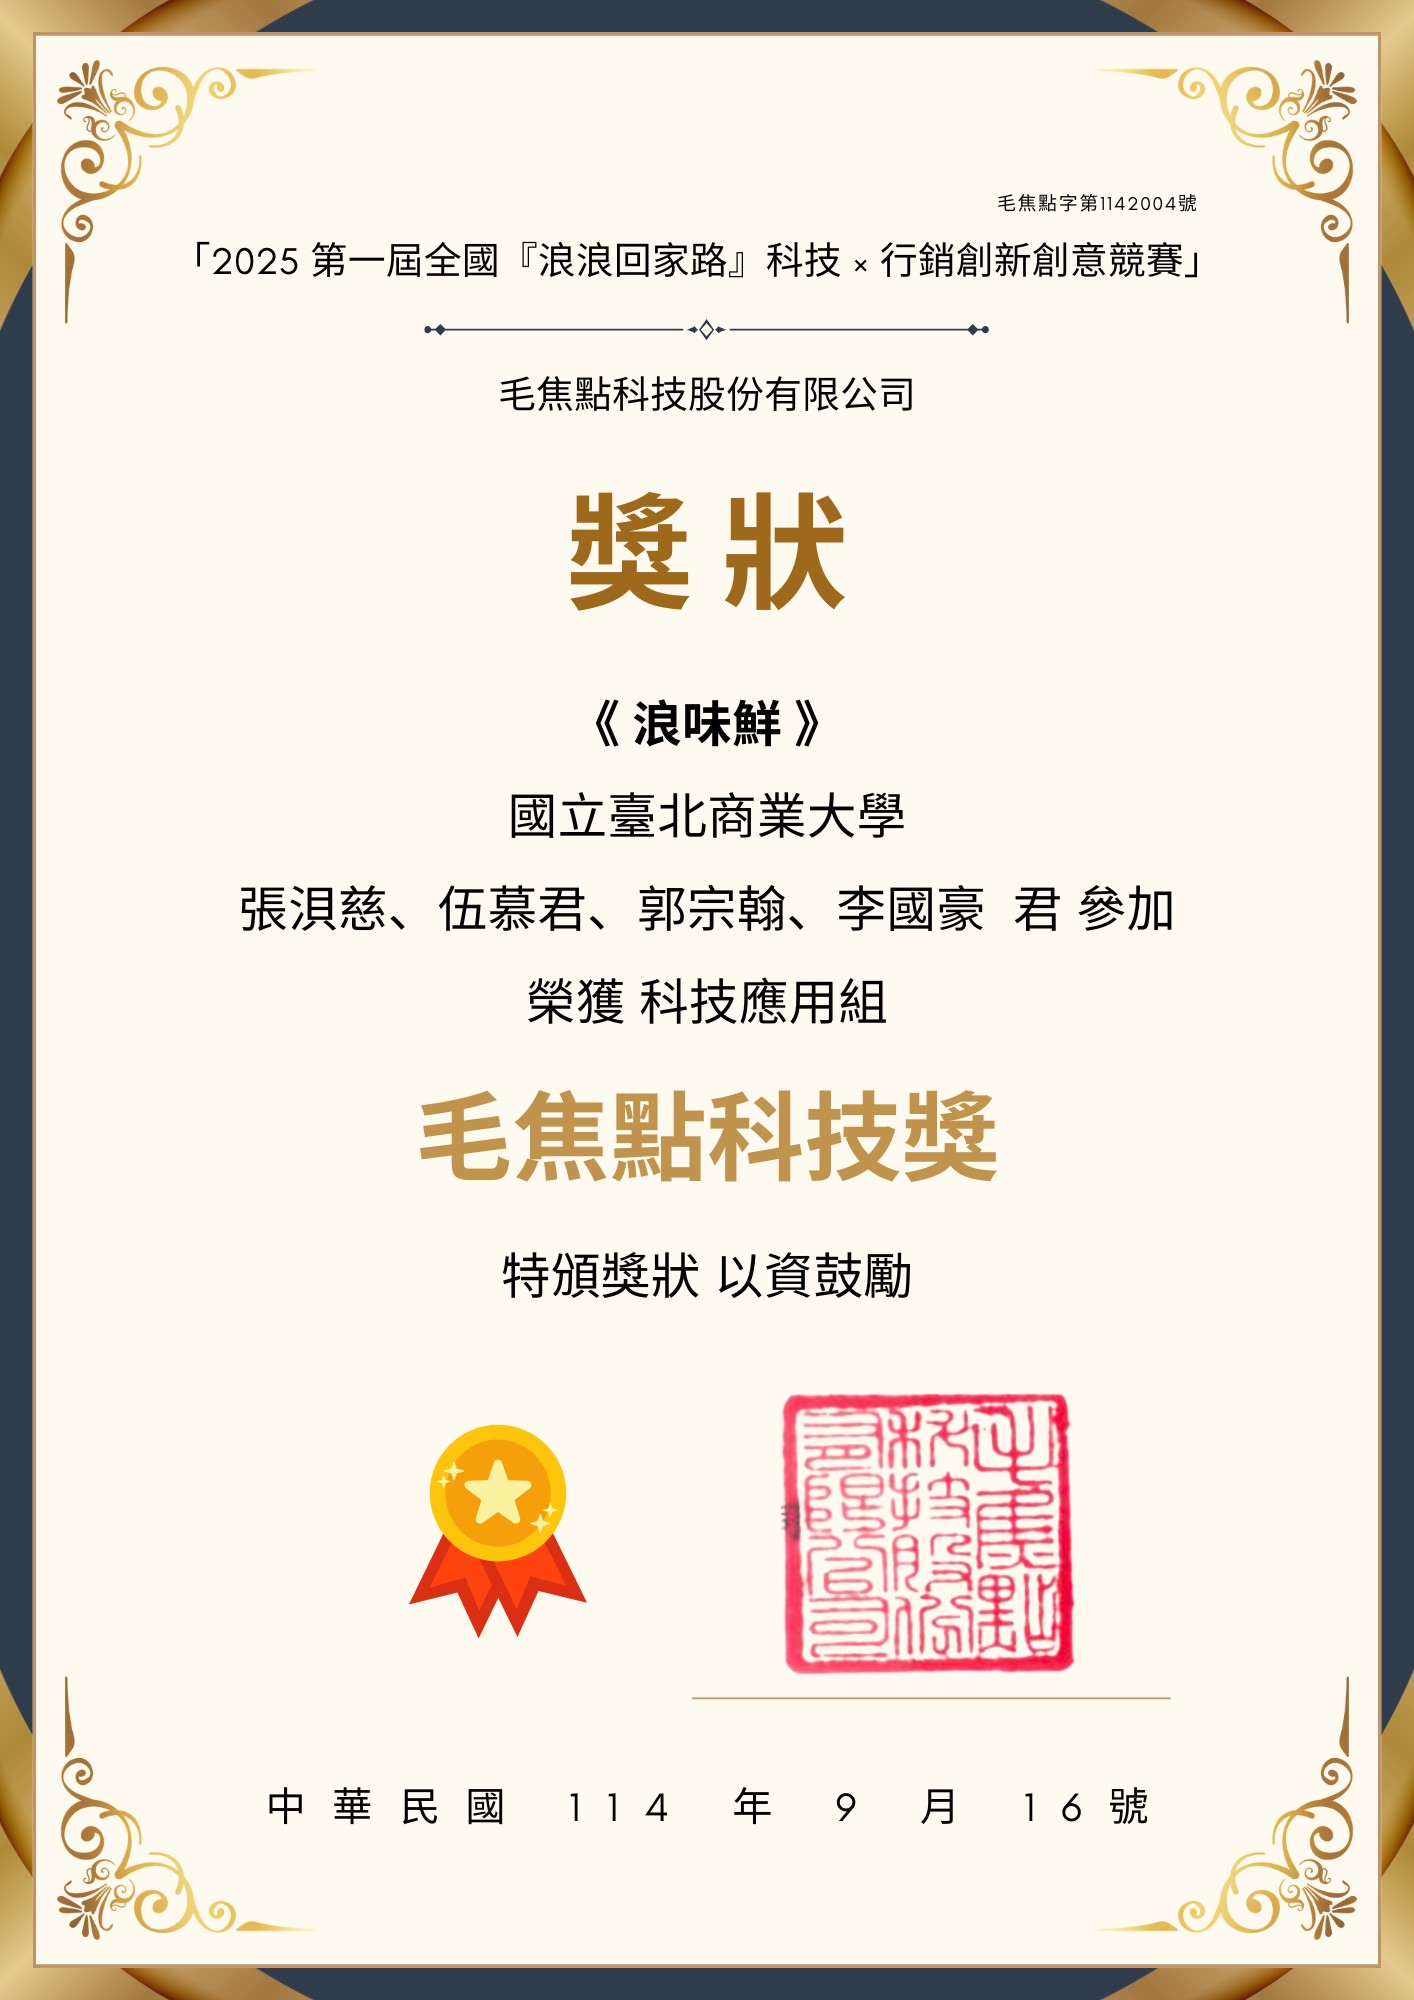 毛焦點字第1142004號
「2025 第一屆全國『浪浪回家路』科技 × 行銷創新創意競賽」
毛焦點科技股份有限公司
獎 狀
《 浪味鮮 》
國立臺北商業大學
張浿慈、伍慕君、郭宗翰、李國豪 君 參加
榮獲 科技應用組
毛焦點科技獎
特頒獎狀 以資鼓勵
毛焦點
科技股份
有限公司
中華民國 114 年 9 月 16號